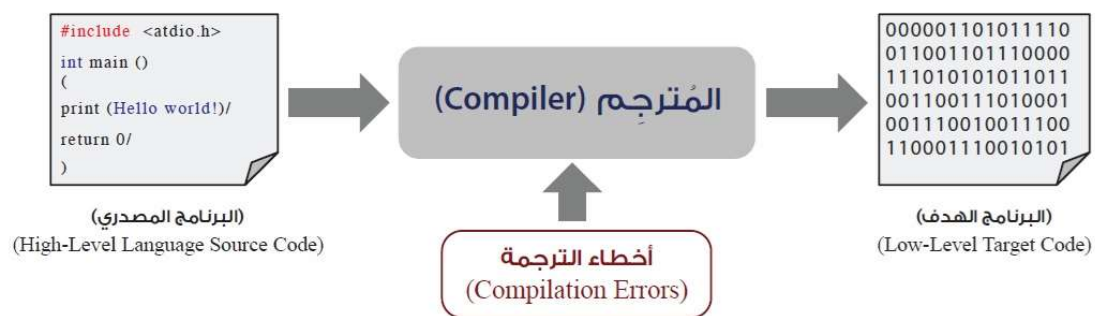 #include <atdio.h>
int main ()
(
print (Hello world!)/
return 0/
)
(البرنامج المصدري)
(High-Level Language Source Code)
المُترجِم (Compiler)
أخطاء الترجمة
(Compilation Errors)
000001101011110
011001101110000
111010101011011
001100111010001
001110010011100
110001110010101
(البرنامج الهدف)
(Low-Level Target Code)